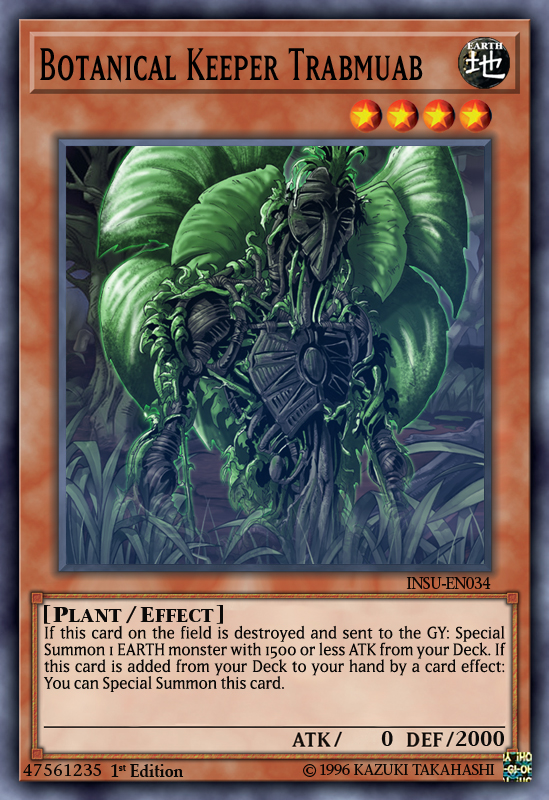 Botanical Keeper Trabmuab
EARTH
地
INSU-EN034
[Plant / Effect]
If this card on the field is destroyed and sent to the GY: Special
Summon 1 EARTH monster with 1500 or less ATK from your Deck. If
this card is added from your Deck to your hand by a card effect:
You can Special Summon this card.
ATK/ 0 DEF/2000
47561235 1st Edition ©1996 KAZUKI TAKAHASHI